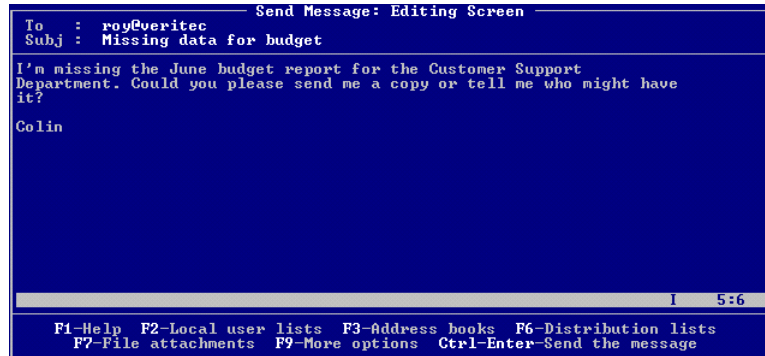 Send Message: Editing Screen
To : roy@veritec
Subj : Missing data for budget
I'm missing the June budget report for the Customer Support
Department. Could you please send me a copy or tell me who might have
it?
Colin
I 5:6
F1-Help F2-Local user lists F3-Address books F6-Distribution lists
F7-File attachments F9-More options Ctrl-Enter-Send the message